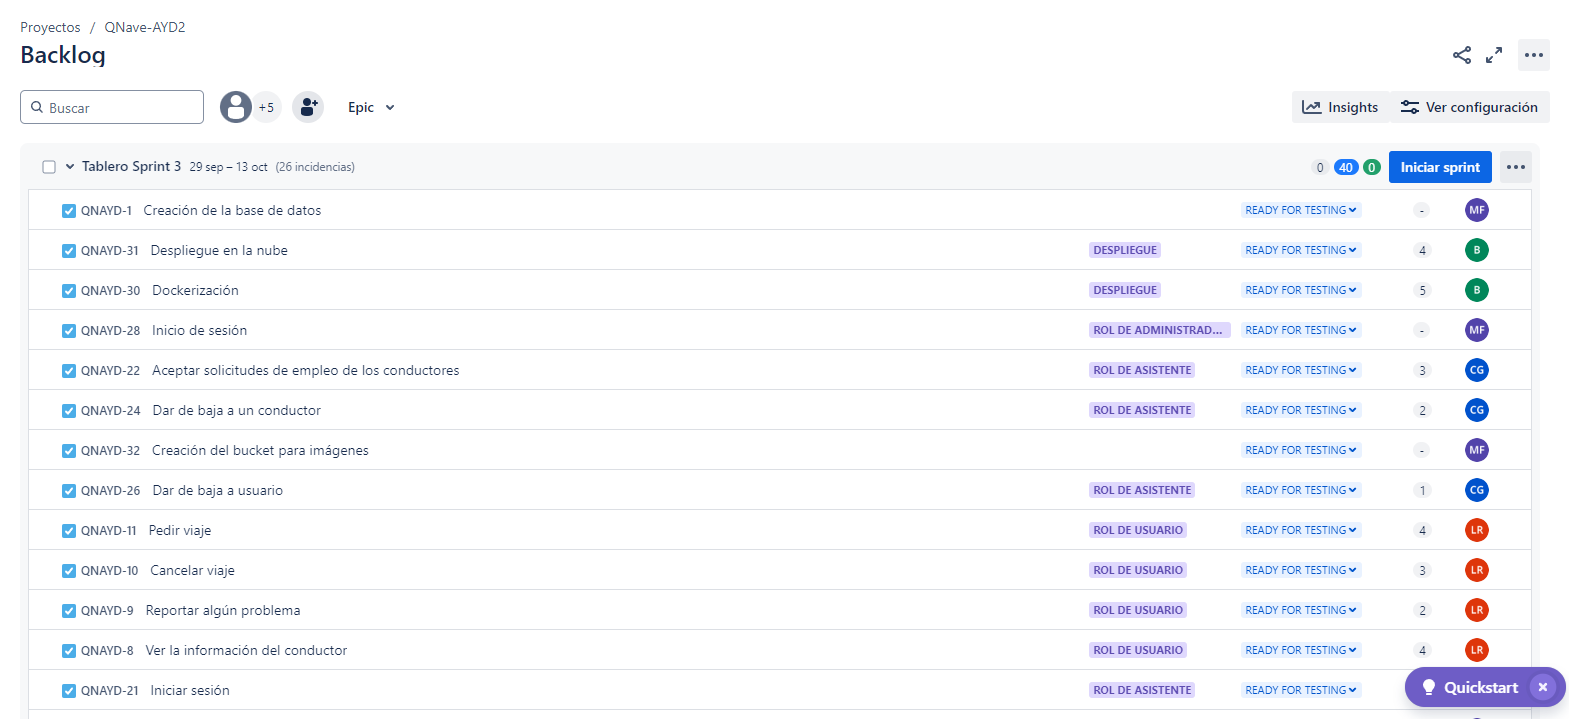 Proyectos / QNave-AYD2
Backlog
Buscar +5 Epic Insights Ver configuración
Tablero Sprint 3 29 sep – 13 oct (26 incidencias) 0 40 0 Iniciar sprint
QNAYD-1 Creación de la base de datos READY FOR TESTING - MF
QNAYD-31 Despliegue en la nube DESPLIEGUE READY FOR TESTING 4 B
QNAYD-30 Dockerización DESPLIEGUE READY FOR TESTING 5 B
QNAYD-28 Inicio de sesión ROL DE ADMINISTRAD... READY FOR TESTING - MF
QNAYD-22 Aceptar solicitudes de empleo de los conductores ROL DE ASISTENTE READY FOR TESTING 3 CG
QNAYD-24 Dar de baja a un conductor ROL DE ASISTENTE READY FOR TESTING 2 CG
QNAYD-32 Creación del bucket para imágenes READY FOR TESTING - MF
QNAYD-26 Dar de baja a usuario ROL DE ASISTENTE READY FOR TESTING 1 CG
QNAYD-11 Pedir viaje ROL DE USUARIO READY FOR TESTING 4 LR
QNAYD-10 Cancelar viaje ROL DE USUARIO READY FOR TESTING 3 LR
QNAYD-9 Reportar algún problema ROL DE USUARIO READY FOR TESTING 2 LR
QNAYD-8 Ver la información del conductor ROL DE USUARIO READY FOR TESTING 4 LR
QNAYD-21 Iniciar sesión ROL DE ASISTENTE READY FOR TESTING
Quickstart